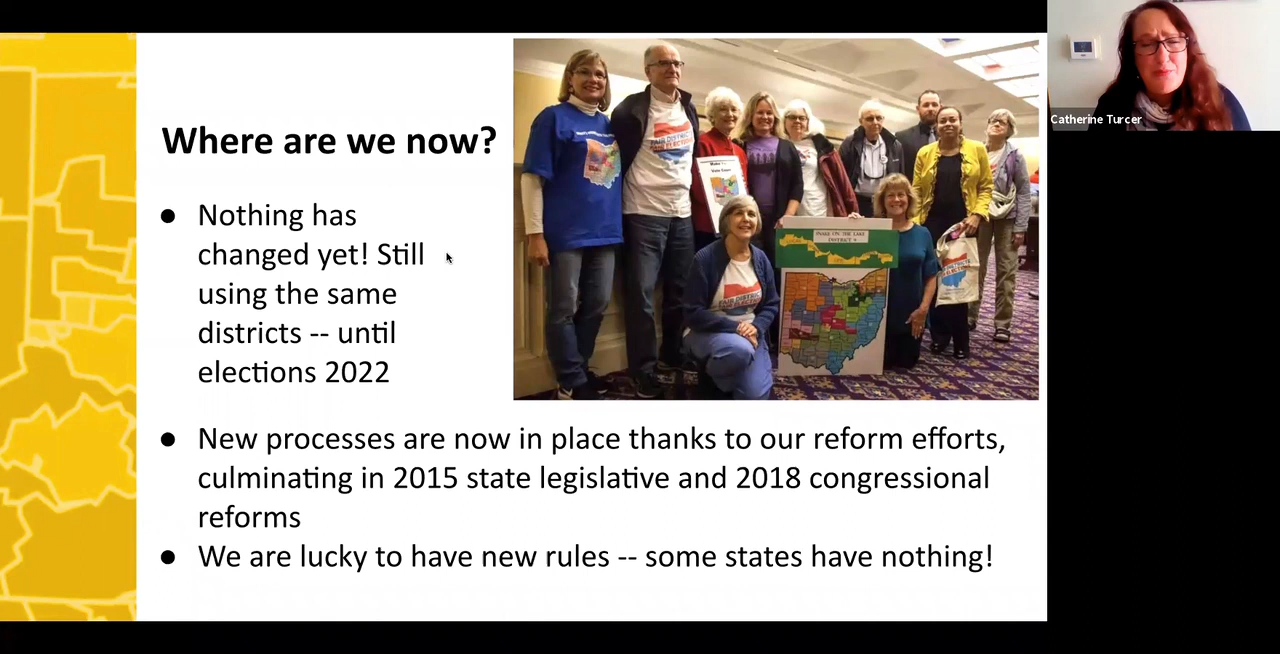 Where are we now?
● Nothing has
changed yet! Still
using the same
districts -- until
elections 2022
● New processes are now in place thanks to our reform efforts,
culminating in 2015 state legislative and 2018 congressional
reforms
● We are lucky to have new rules -- some states have nothing!
FAIR DISTRICTS
FAIR ELECTIONS
SNAKE ON THE LAKE
DISTRICT 9
Catherine Turcer